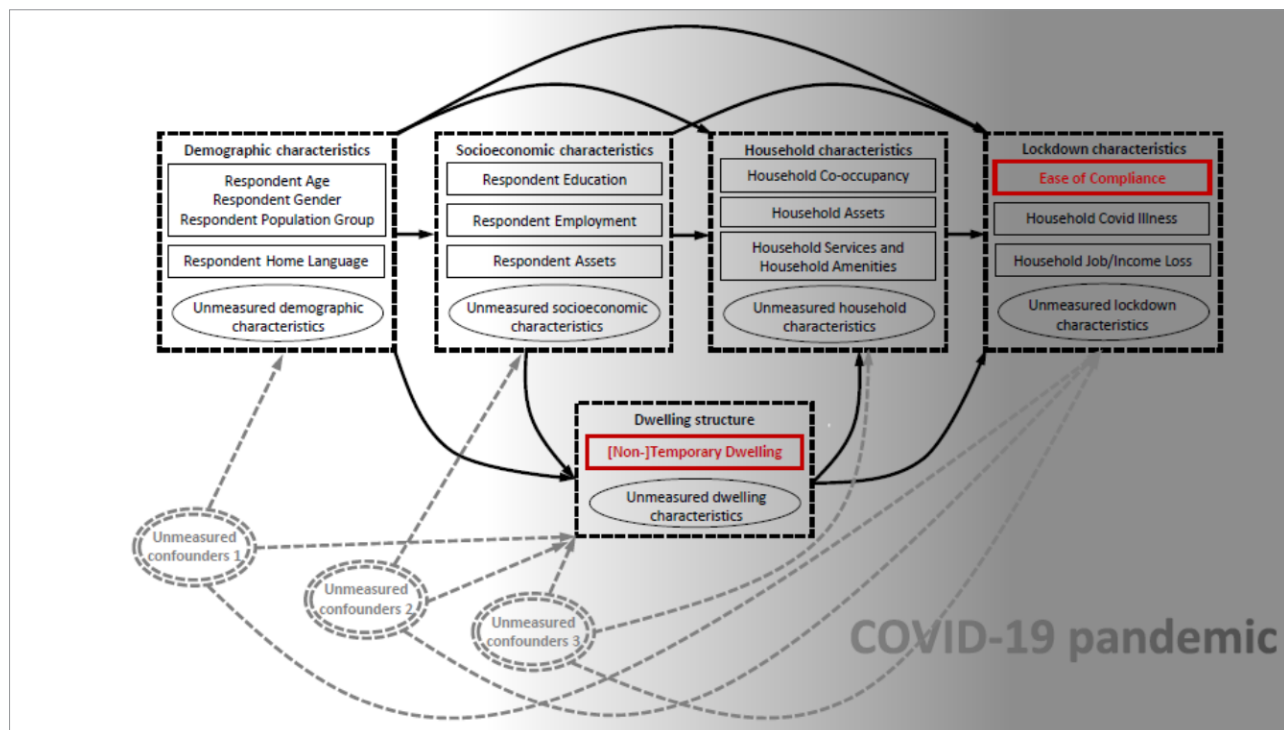 Demographic characteristics
Respondent Age
Respondent Gender
Respondent Population Group
Respondent Home Language
Unmeasured demographic
characteristics
Socioeconomic characteristics
Respondent Education
Respondent Employment
Respondent Assets
Unmeasured socioeconomic
characteristics
Household characteristics
Household Co-occupancy
Household Assets
Household Services and
Household Amenities
Unmeasured household
characteristics
Lockdown characteristics
Ease of Compliance
Household Covid Illness
Household Job/Income Loss
Unmeasured lockdown
characteristics
Dwelling structure
[Non-]Temporary Dwelling
Unmeasured dwelling
characteristics
Unmeasured
confounders 1
Unmeasured
confounders 2
Unmeasured
confounders 3
COVID-19 pandemic